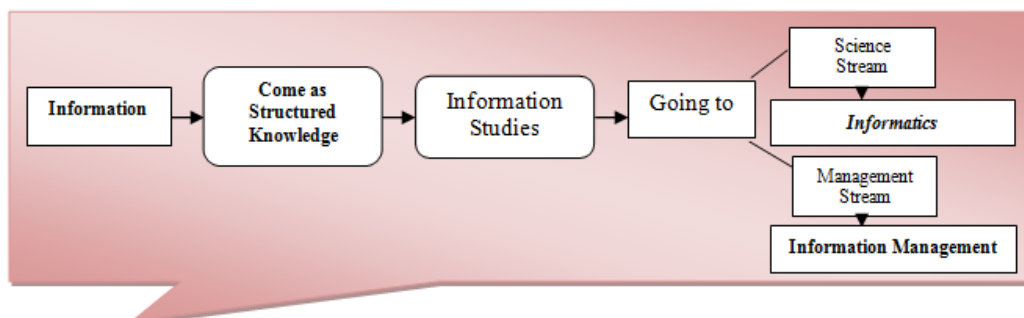 Information
Come as
Structured
Knowledge
Information
Studies
Going to
Science
Stream
Informatics
Management
Stream
Information Management